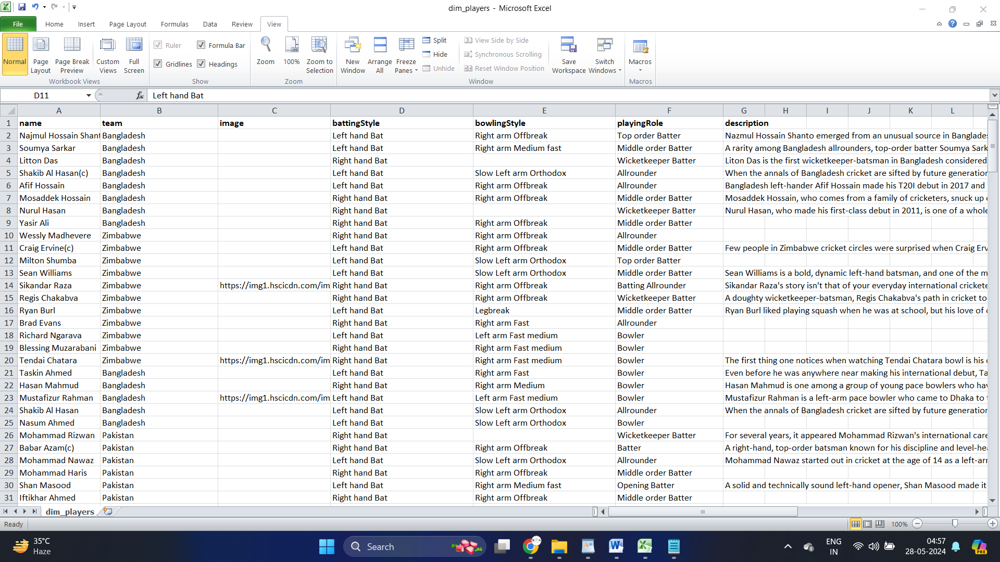 dim_players - Microsoft Excel
File Home Insert Page Layout Formulas Data Review View
Normal Page Layout Page Break Preview Custom Views Full Screen
Workbook Views
Ruler Formula Bar
Gridlines Headings
Show
Zoom 100% Zoom to Selection
Zoom
New Window Arrange All Freeze Panes
Split
Hide
Unhide
View Side by Side
Synchronous Scrolling
Reset Window Position
Save Workspace Switch Windows
Window
Macros
Macros
D11 fx Left hand Bat
A B C D E F G H I J K L
1 name team image battingStyle bowlingStyle playingRole description
2 Najmul Hossain Shant Bangladesh Left hand Bat Right arm Offbreak Top order Batter Nazmul Hossain Shanto emerged from an unusual source in Banglades
3 Soumya Sarkar Bangladesh Left hand Bat Right arm Medium fast Middle order Batter A rarity among Bangladesh allrounders, top-order batter Soumya Sark
4 Litton Das Bangladesh Right hand Bat Wicketkeeper Batter Liton Das is the first wicketkeeper-batsman in Bangladesh considered
5 Shakib Al Hasan(c) Bangladesh Left hand Bat Slow Left arm Orthodox Allrounder When the annals of Bangladesh cricket are sifted by future generation
6 Afif Hossain Bangladesh Left hand Bat Right arm Offbreak Allrounder Bangladesh left-hander Afif Hossain made his T20I debut in 2017 and
7 Mosaddek Hossain Bangladesh Right hand Bat Right arm Offbreak Middle order Batter Mosaddek Hossain, who comes from a family of cricketers, snuck up
8 Nurul Hasan Bangladesh Right hand Bat Wicketkeeper Batter Nurul Hasan, who made his first-class debut in 2011, is one of a whole
9 Yasir Ali Bangladesh Right hand Bat Right arm Offbreak Middle order Batter
10 Wessly Madhevere Zimbabwe Right hand Bat Right arm Offbreak Allrounder
11 Craig Ervine(c) Zimbabwe Left hand Bat Right arm Offbreak Middle order Batter Few people in Zimbabwe cricket circles were surprised when Craig Erv
12 Milton Shumba Zimbabwe Left hand Bat Slow Left arm Orthodox Top order Batter
13 Sean Williams Zimbabwe Left hand Bat Slow Left arm Orthodox Middle order Batter Sean Williams is a bold, dynamic left-hand batsman, and one of the m
14 Sikandar Raza Zimbabwe https://img1.hscicdn.com/im Right hand Bat Right arm Offbreak Batting Allrounder Sikandar Raza's story isn't that of your everyday international crickete
15 Regis Chakabva Zimbabwe Right hand Bat Right arm Offbreak Wicketkeeper Batter A doughty wicketkeeper-batsman, Regis Chakabva's path in cricket to
16 Ryan Burl Zimbabwe Left hand Bat Legbreak Middle order Batter Ryan Burl liked playing squash when he was at school, but his love of
17 Brad Evans Zimbabwe Right hand Bat Right arm Fast Allrounder
18 Richard Ngarava Zimbabwe Left hand Bat Left arm Fast medium Bowler
19 Blessing Muzarabani Zimbabwe Right hand Bat Right arm Fast medium Bowler
20 Tendai Chatara Zimbabwe https://img1.hscicdn.com/im Right hand Bat Right arm Fast medium Bowler The first thing one notices when watching Tendai Chatara bowl is his
21 Taskin Ahmed Bangladesh Left hand Bat Right arm Fast Bowler Even before he was anywhere near making his international debut, Ta
22 Hasan Mahmud Bangladesh Right hand Bat Right arm Medium Bowler Hasan Mahmud is one among a group of young pace bowlers who hav
23 Mustafizur Rahman Bangladesh https://img1.hscicdn.com/im Left hand Bat Left arm Fast medium Bowler Mustafizur Rahman is a left-arm pace bowler who came to Dhaka to
24 Shakib Al Hasan Bangladesh Left hand Bat Slow Left arm Orthodox Allrounder When the annals of Bangladesh cricket are sifted by future generation
25 Nasum Ahmed Bangladesh Left hand Bat Slow Left arm Orthodox Bowler
26 Mohammad Rizwan Pakistan Right hand Bat Wicketkeeper Batter For several years, it appeared Mohammad Rizwan's international care
27 Babar Azam(c) Pakistan Right hand Bat Right arm Offbreak Batter A right-hand, top-order batsman known for his discipline and level-hea
28 Mohammad Nawaz Pakistan Left hand Bat Slow Left arm Orthodox Allrounder Mohammad Nawaz started out in cricket at the age of 14 as a left-arr
29 Mohammad Haris Pakistan Right hand Bat Right arm Offbreak Middle order Batter
30 Shan Masood Pakistan Left hand Bat Right arm Medium fast Opening Batter A solid and technically sound left-hand opener, Shan Masood made it
31 Iftikhar Ahmed Pakistan Right hand Bat Right arm Offbreak Middle order Batter
dim_players
Ready 100%
35°C
Haze
Search
ENG
IN
04:57
28-05-2024
PRE